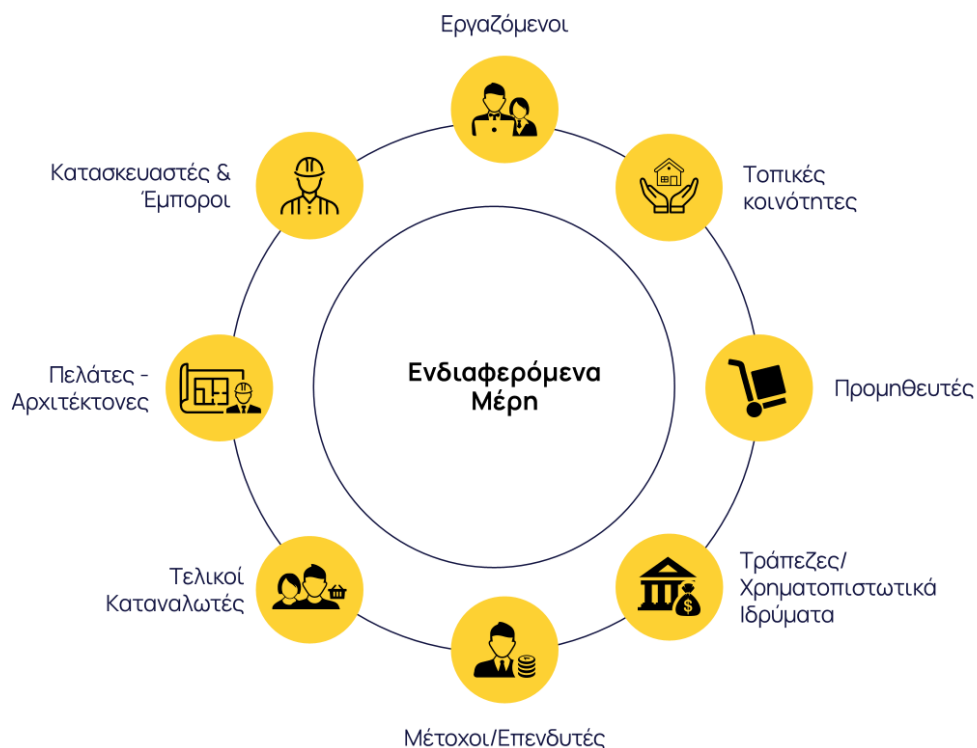 Εργαζόμενοι
Κατασκευαστές &
Έμποροι
Τοπικές
κοινότητες
Πελάτες -
Αρχιτέκτονες
Ενδιαφερόμενα
Μέρη
Προμηθευτές
Τελικοί
Καταναλωτές
Τράπεζες/
Χρηματοπιστωτικά
Ιδρύματα
Μέτοχοι/Επενδυτές
$